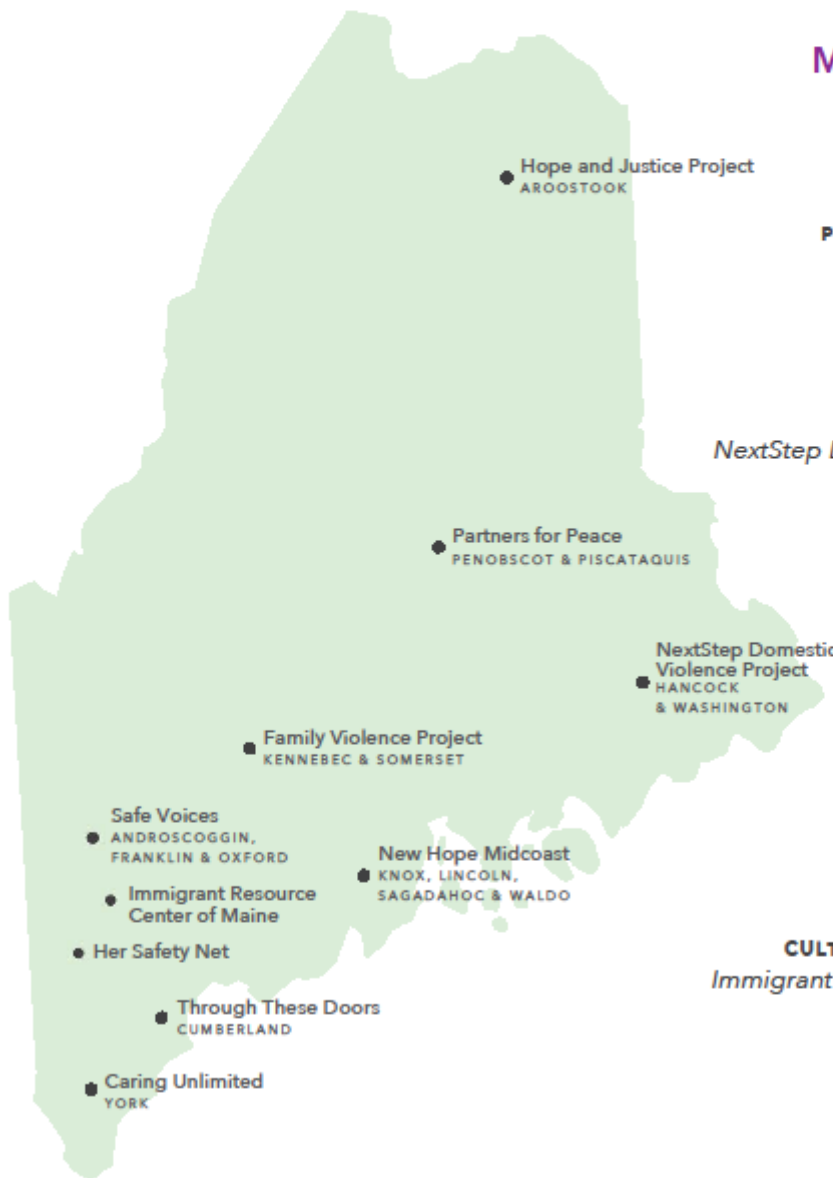 M
Hope and Justice Project
AROOSTOOK
P
NextStep
Partners for Peace
PENOBSCOT & PISCATAQUIS
NextStep Domestic
Violence Project
HANCOCK
& WASHINGTON
Family Violence Project
KENNEBEC & SOMERSET
Safe Voices
ANDROSCOGGIN,
FRANKLIN & OXFORD
New Hope Midcoast
KNOX, LINCOLN,
SAGADAHOC & WALDO
Immigrant Resource
Center of Maine
Her Safety Net
CULT
Immigrant
Through These Doors
CUMBERLAND
Caring Unlimited
YORK